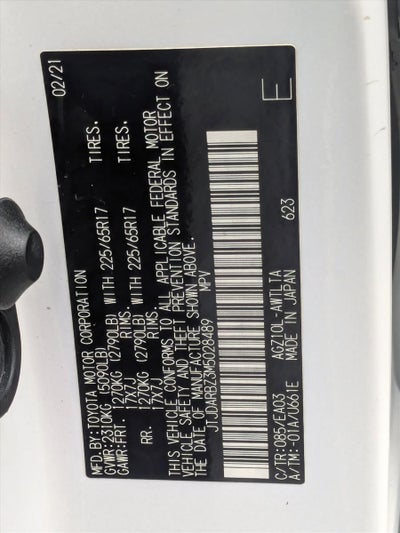 MFD.BY:TOYOTA MOTOR CORPORATION 02/21
GVWR:2310KG (5090LB)
GAWR:FRT. 1270KG (2790LB) WITH 225/65R17 TIRES.
17X7J RIMS.
RR. 1270KG (2790LB) WITH 225/65R17 TIRES.
17X7J RIMS.
THIS VEHICLE CONFORMS TO ALL APPLICABLE FEDERAL MOTOR
VEHICLE SAFETY AND THEFT PREVENTION STANDARDS IN EFFECT ON
THE DATE OF MANUFACTURE SHOWN ABOVE.
JTJDARBZ3M5028489 MPV
C/TR:085/EA03 AGZ10L-AWTLTA 623 E
A/TM:-01A/U661E MADE IN JAPAN